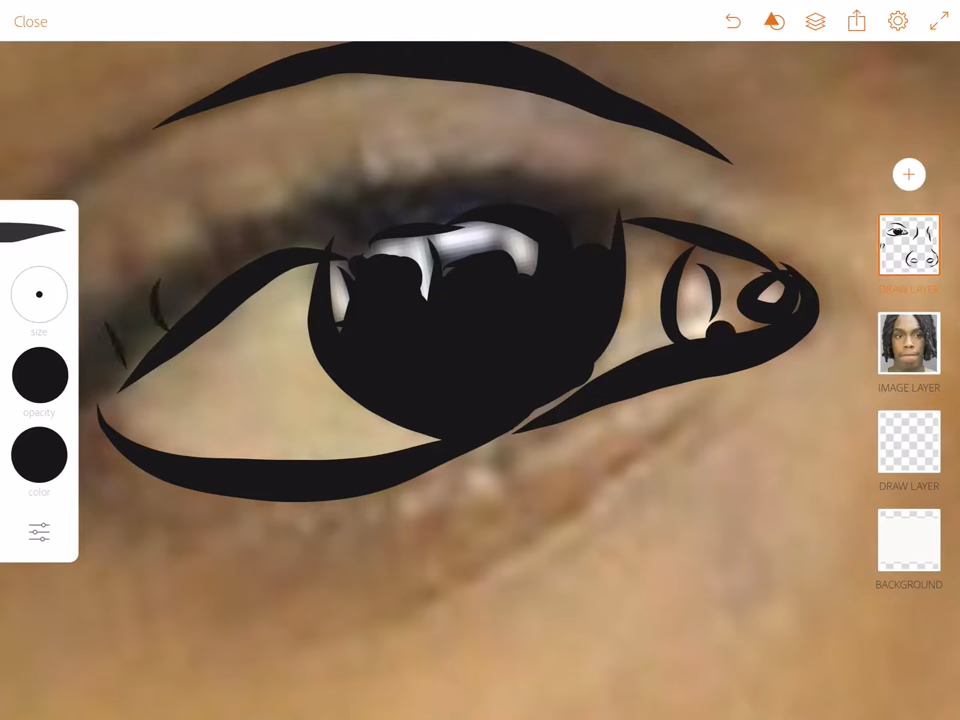 Close
size
opacity
color
DRAW LAYER
IMAGE LAYER
DRAW LAYER
BACKGROUND